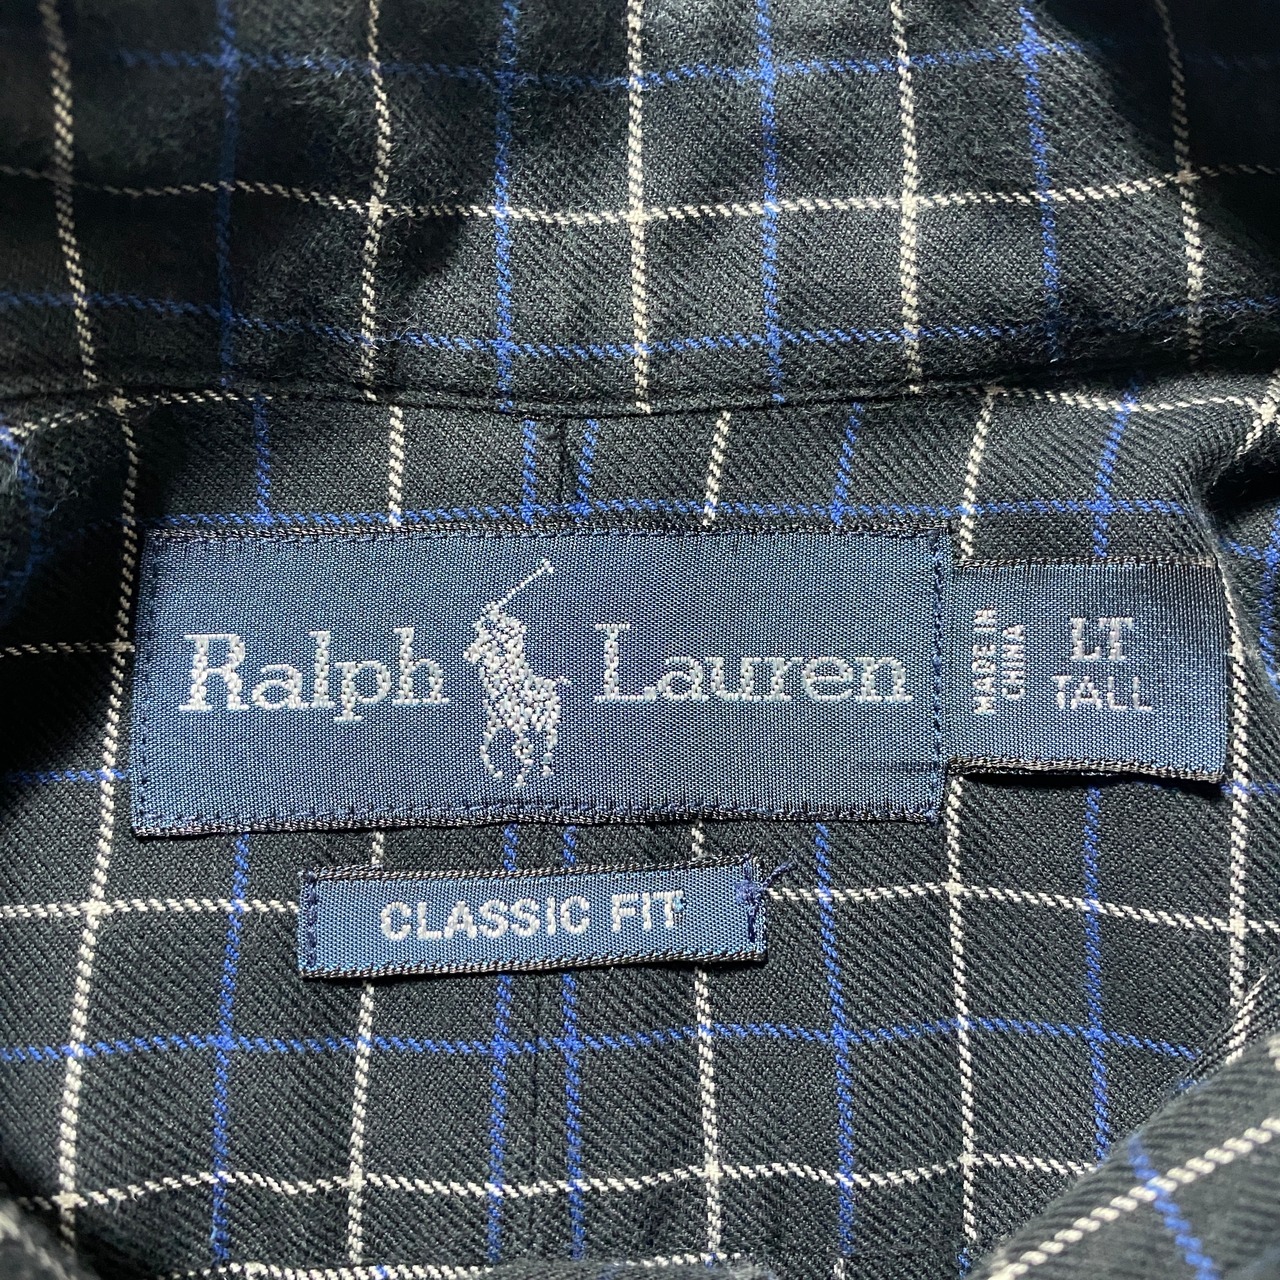 Ralph Lauren
MADE IN
CHINA
LT
TALL
CLASSIC FIT